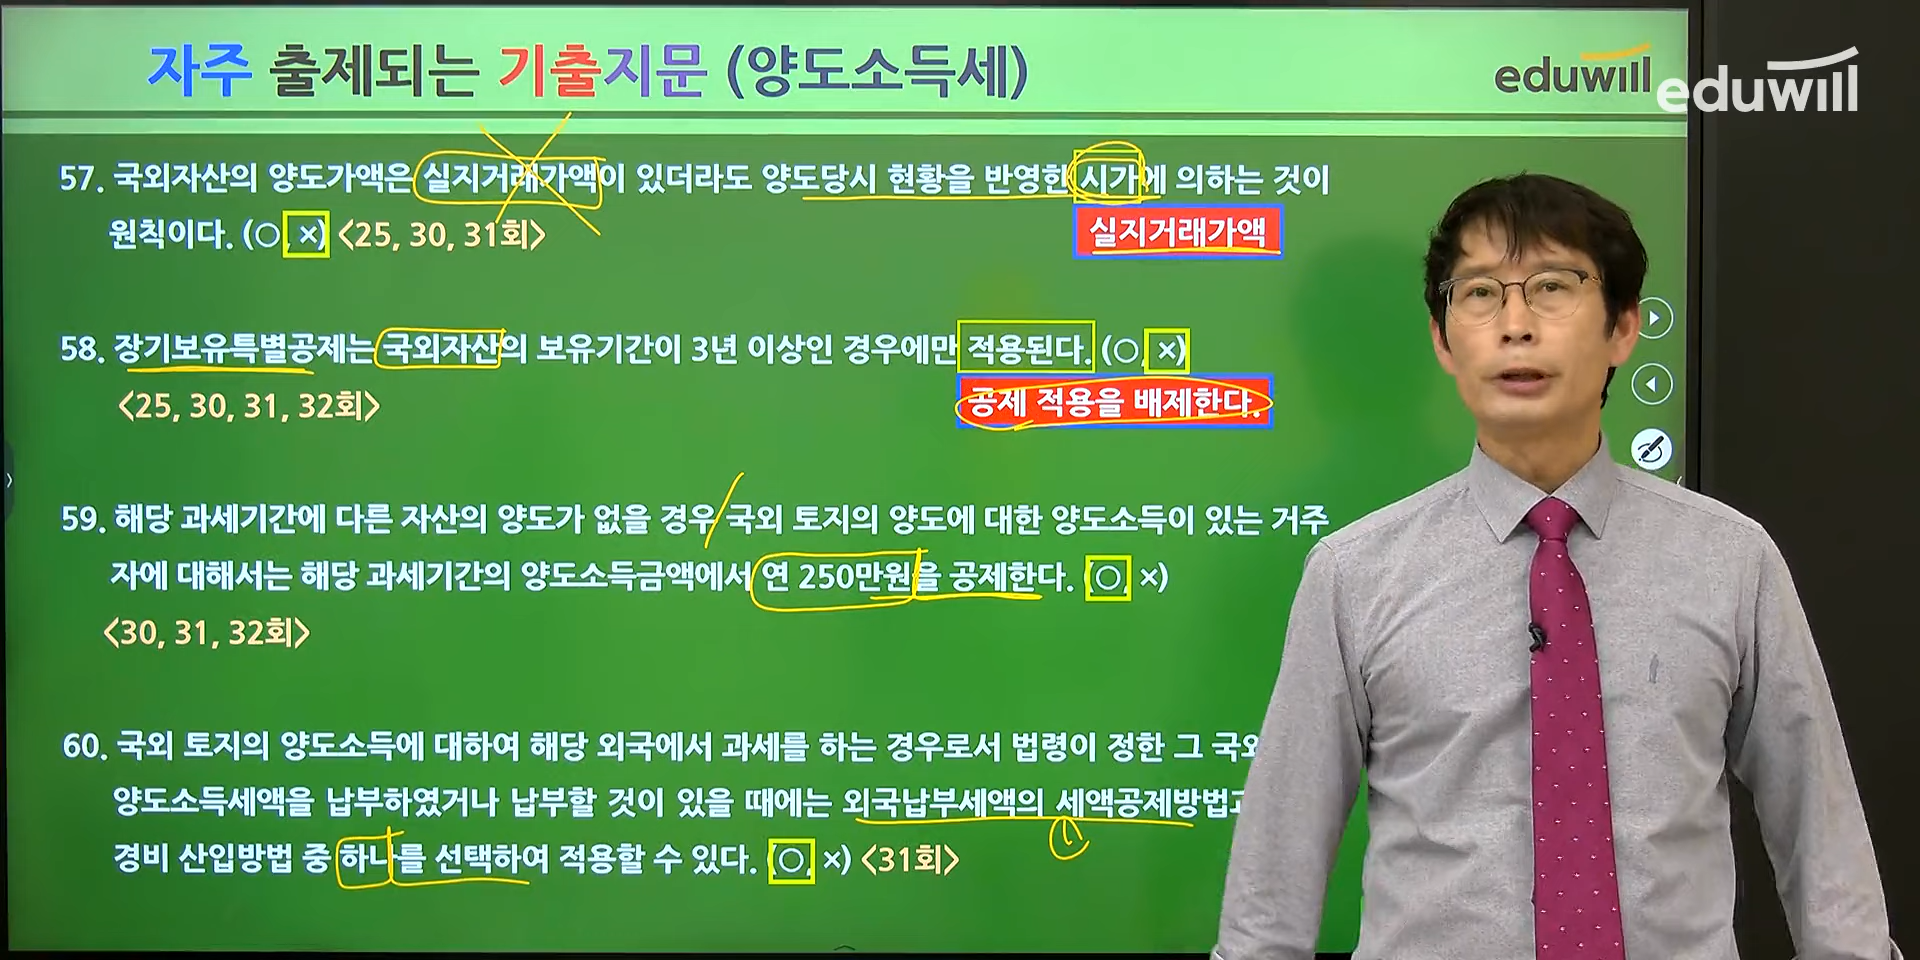 자주 출제되는 기출지문 (양도소득세)
eduwill
eduwill
57. 국외자산의 양도가액은 실지거래가액이 있더라도 양도당시 현황을 반영한 시가에 의하는 것이
원칙이다. (○, ×) <25, 30, 31회>
실지거래가액
58. 장기보유특별공제는 국외자산의 보유기간이 3년 이상인 경우에만 적용된다. (○, ×)
<25, 30, 31, 32회>
공제 적용을 배제한다.
59. 해당 과세기간에 다른 자산의 양도가 없을 경우 국외 토지의 양도에 대한 양도소득이 있는 거주
자에 대해서는 해당 과세기간의 양도소득금액에서 연 250만원을 공제한다. (○, ×)
<30, 31, 32회>
60. 국외 토지의 양도소득에 대하여 해당 외국에서 과세를 하는 경우로서 법령이 정한 그 국외
양도소득세액을 납부하였거나 납부할 것이 있을 때에는 외국납부세액의 세액공제방법
경비 산입방법 중 하나를 선택하여 적용할 수 있다. (○, ×) <31회>